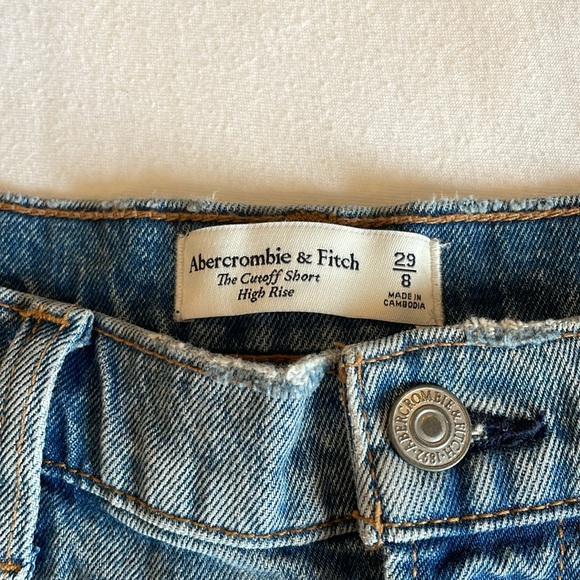 Abercrombie & Fitch
The Cutoff Short
High Rise
29
8
MADE IN
CAMBODIA
ABERCROMBIE & FITCH · 1892 ·